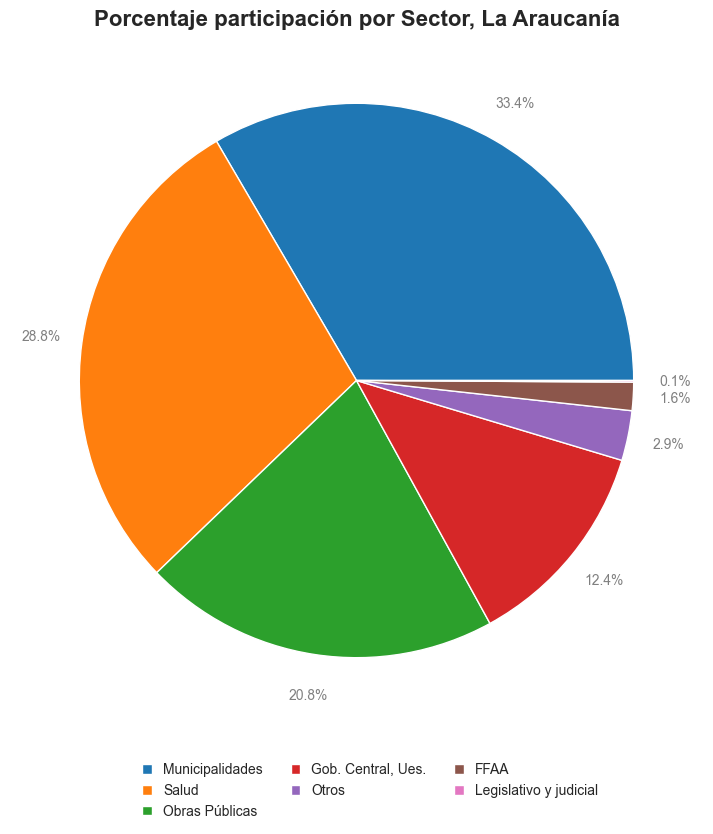 Porcentaje participación por Sector, La Araucanía
33.4%
28.8%
0.1%
1.6%
2.9%
12.4%
20.8%
Municipalidades
Salud
Obras Públicas
Gob. Central, Ues.
Otros
FFAA
Legislativo y judicial